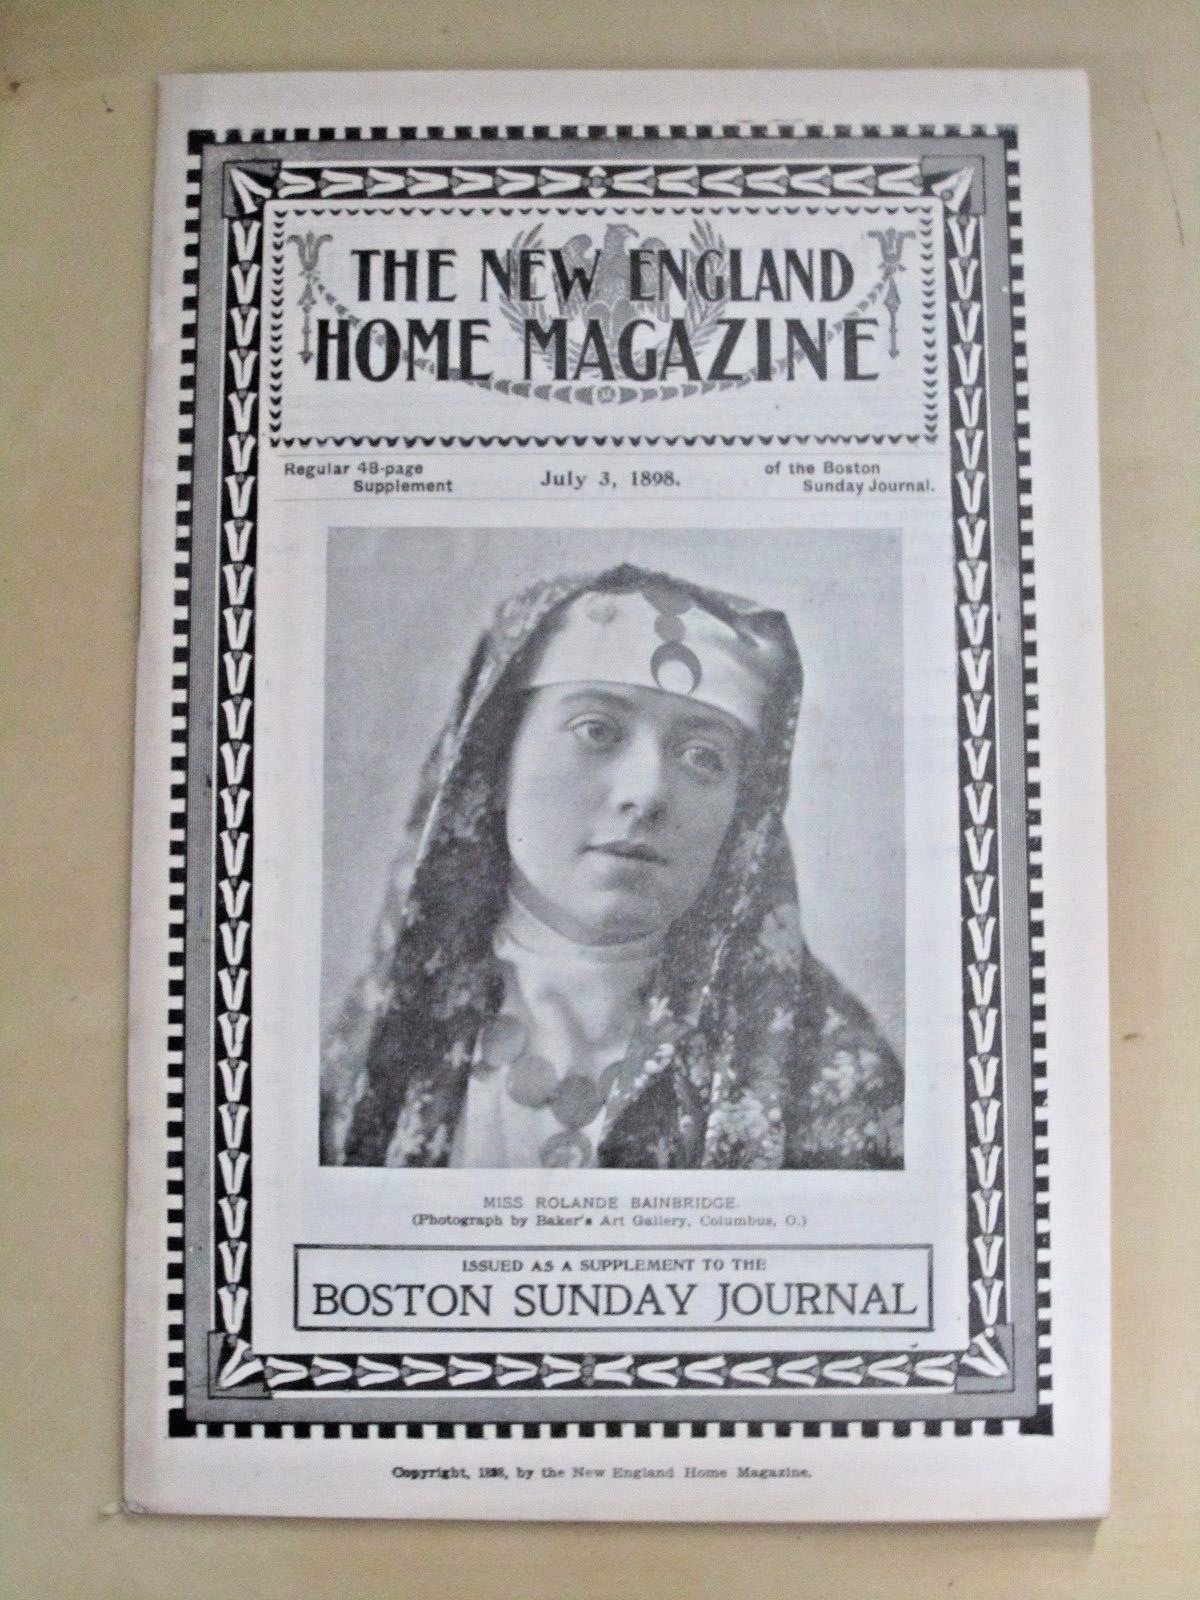 THE NEW ENGLAND
HOME MAGAZINE
Regular 48-page
Supplement
July 3, 1898.
of the Boston
Sunday Journal.
MISS ROLANDE BAINBRIDGE.
(Photograph by Baker's Art Gallery, Columbus, O.)
ISSUED AS A SUPPLEMENT TO THE
BOSTON SUNDAY JOURNAL
Copyright, 1898, by the New England Home Magazine.